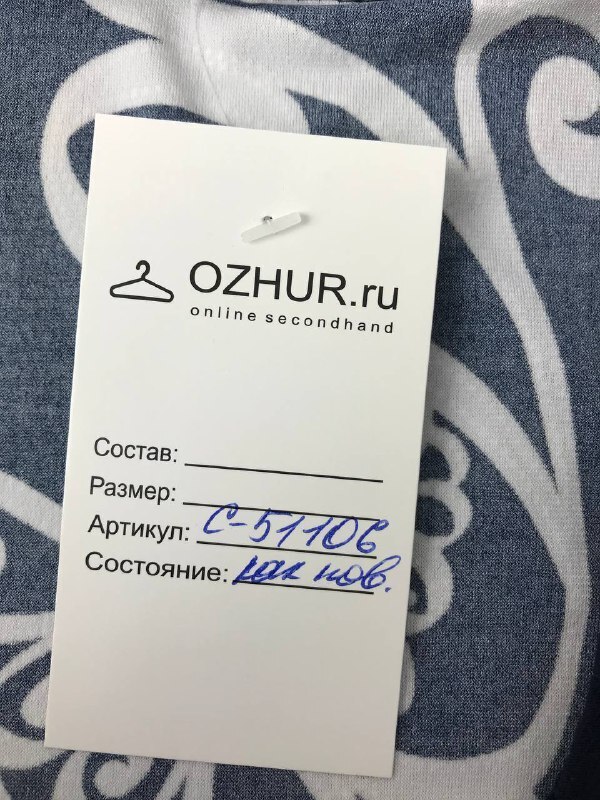 OZHUR.ru
online secondhand
Состав:
Размер:
Артикул: С-51106
Состояние: как нов.